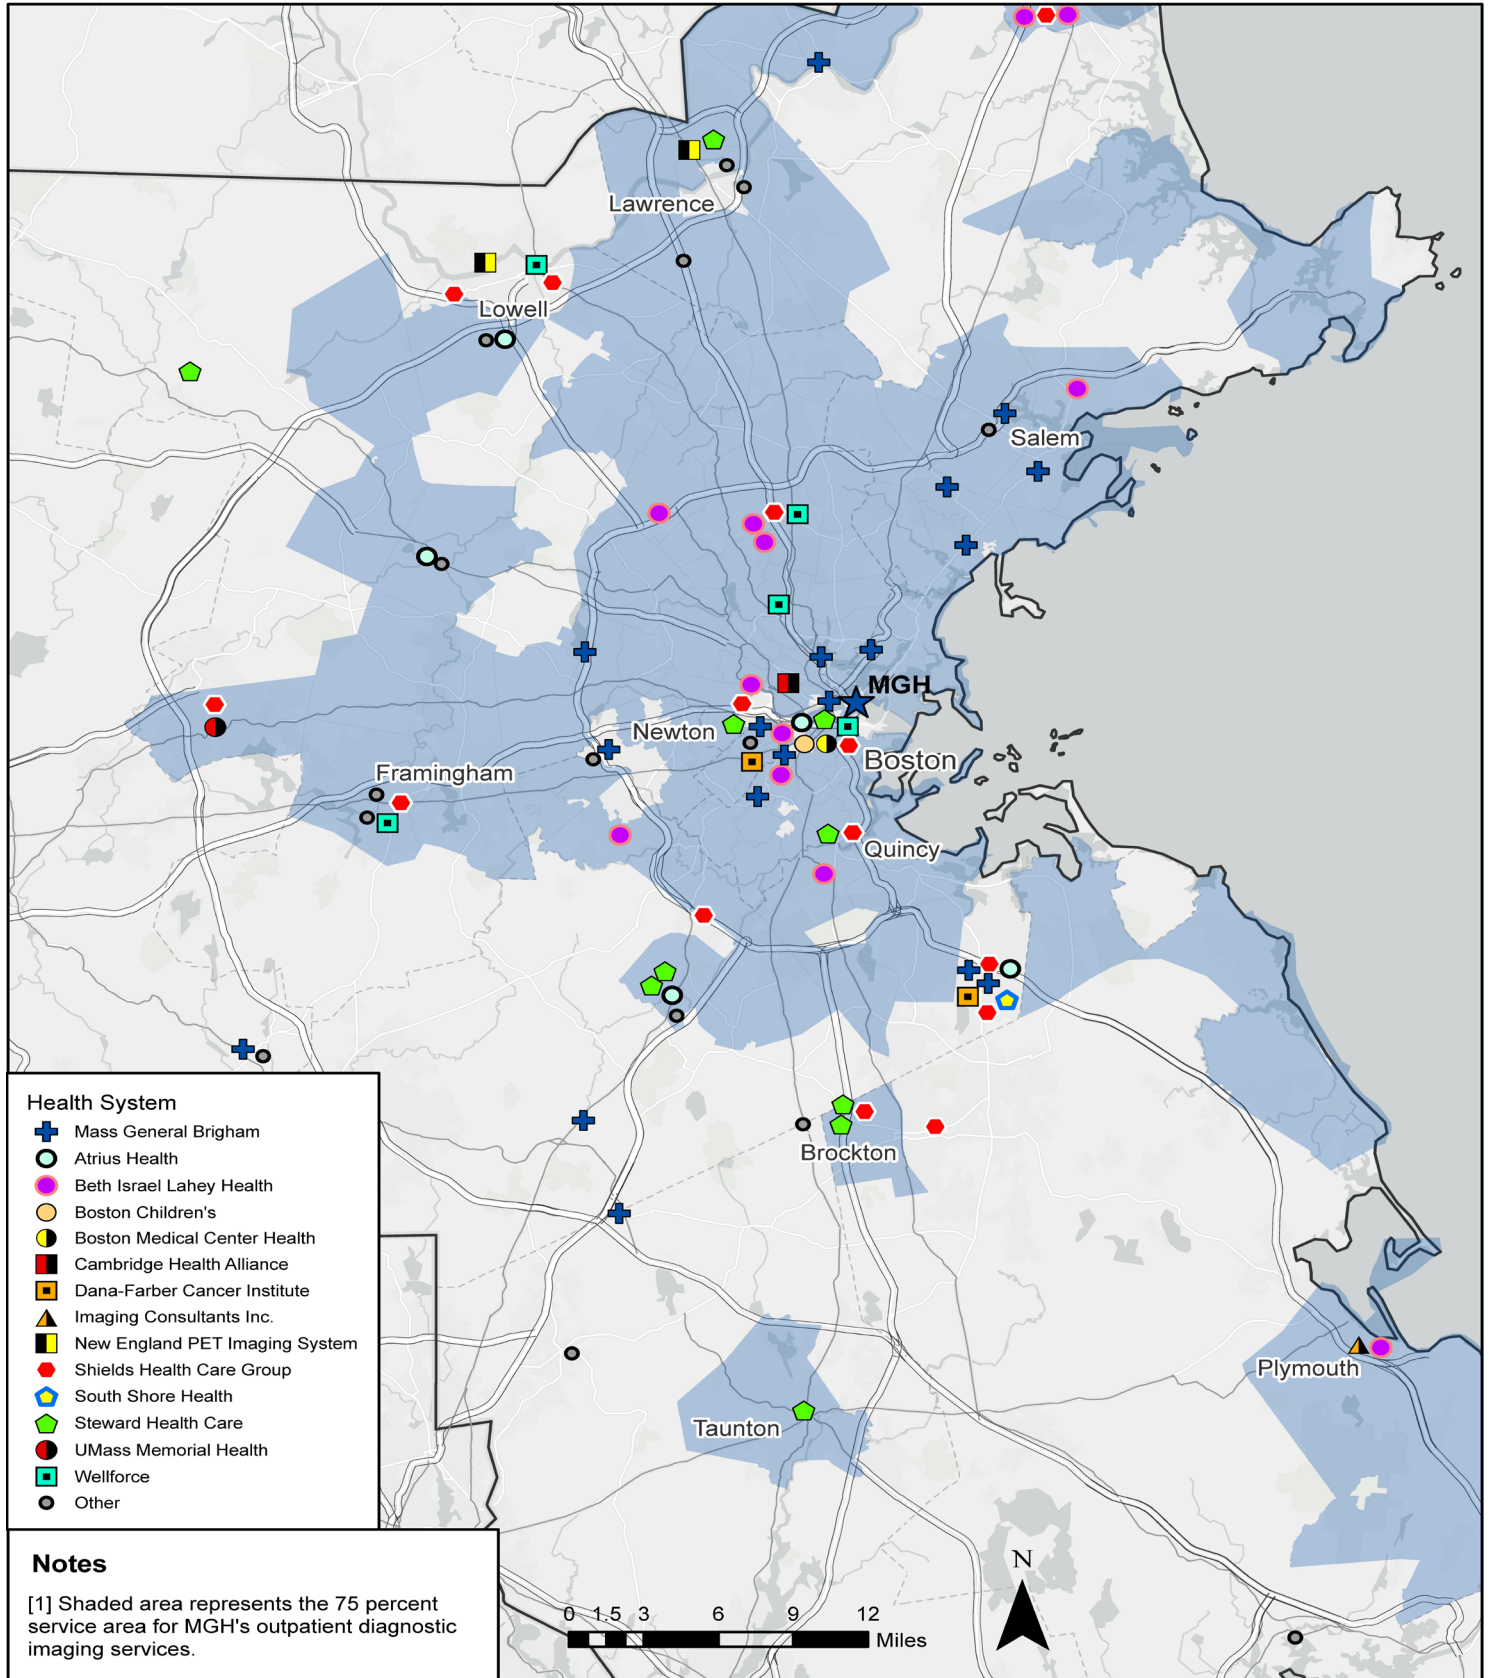 Lawrence
Lowell
Salem
MGH
Newton
Boston
Framingham
Quincy
Brockton
Plymouth
Taunton
Health System
Mass General Brigham
Atrius Health
Beth Israel Lahey Health
Boston Children's
Boston Medical Center Health
Cambridge Health Alliance
Dana-Farber Cancer Institute
Imaging Consultants Inc.
New England PET Imaging System
Shields Health Care Group
South Shore Health
Steward Health Care
UMass Memorial Health
Wellforce
Other
Notes
[1] Shaded area represents the 75 percent
service area for MGH's outpatient diagnostic
imaging services.
N
0 1.5 3 6 9 12
Miles